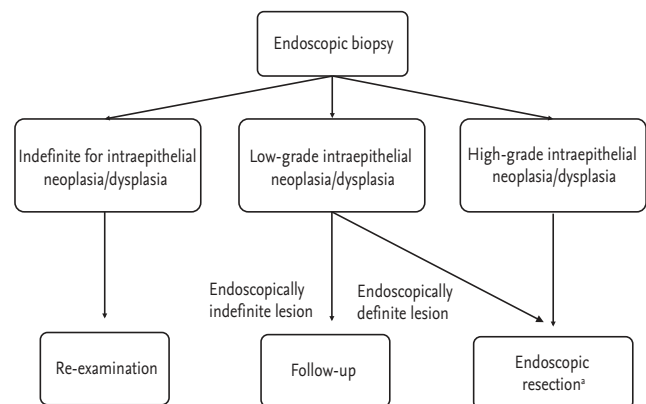 Endoscopic biopsy
Indefinite for intraepithelial
neoplasia/dysplasia
Low-grade intraepithelial
neoplasia/dysplasia
High-grade intraepithelial
neoplasia/dysplasia
Endoscopically
indefinite lesion
Endoscopically
definite lesion
Re-examination
Follow-up
Endoscopic
resectionᵃ